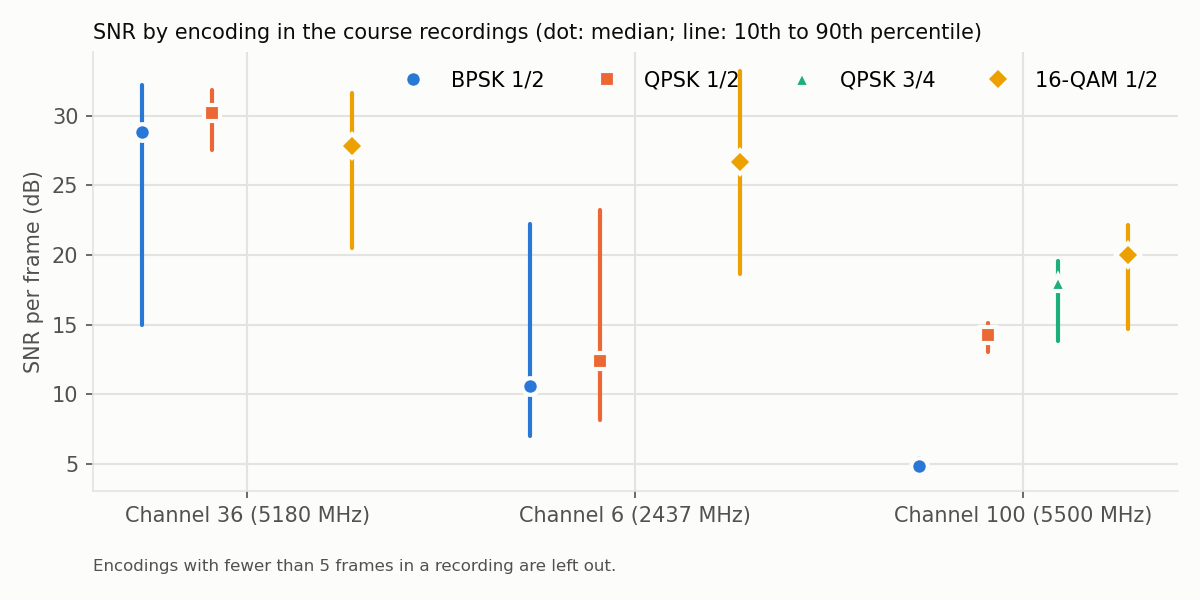 SNR by encoding in the course recordings (dot: median; line: 10th to 90th percentile)
BPSK 1/2 QPSK 1/2 QPSK 3/4 16-QAM 1/2
SNR per frame (dB)
30
25
20
15
10
5
Channel 36 (5180 MHz) Channel 6 (2437 MHz) Channel 100 (5500 MHz)
Encodings with fewer than 5 frames in a recording are left out.